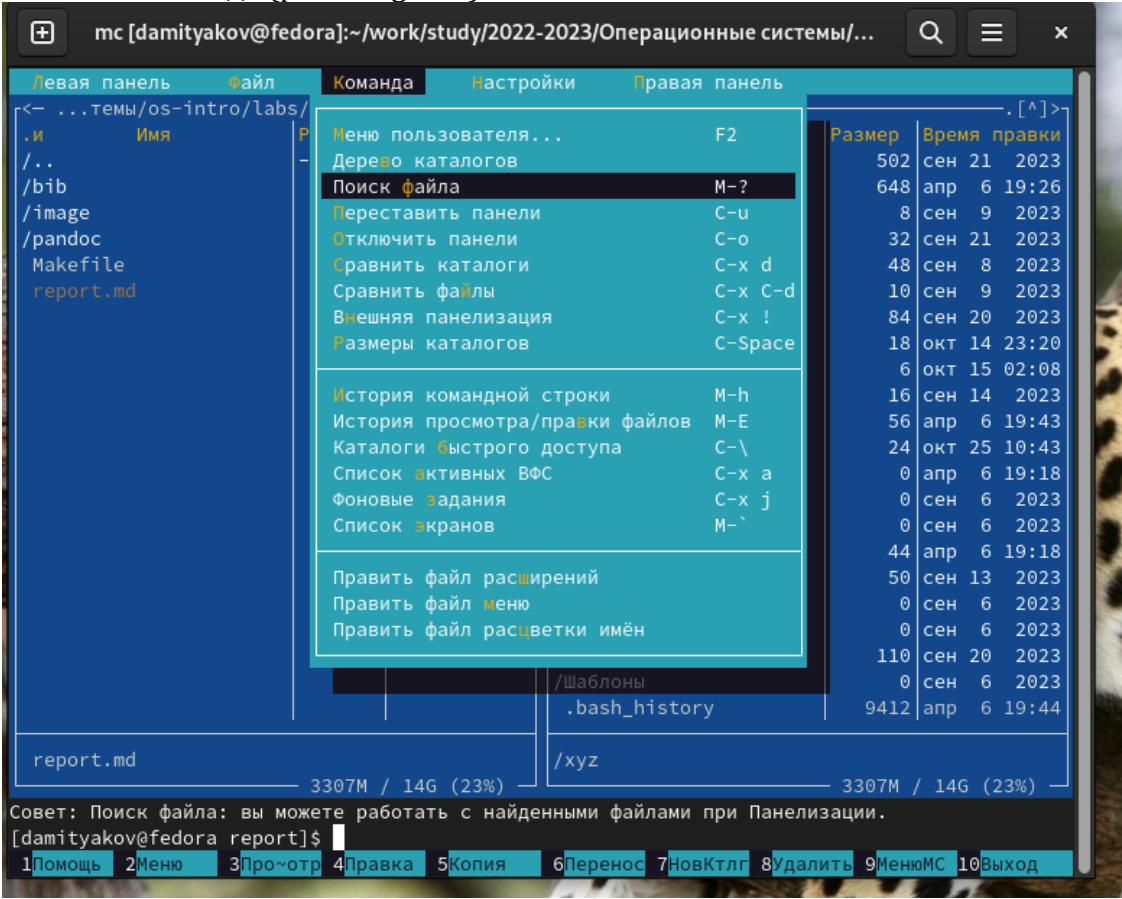 mc [damityakov@fedora]:~/work/study/2022-2023/Операционные системы/...
Левая панель Файл Команда Настройки Правая панель
<— ...темы/os-intro/labs/ .[^]>
.и Имя Р Меню пользователя... F2 Размер Время правки
/.. Дерево каталогов 502 сен 21 2023
/bib Поиск файла M-? 648 апр 6 19:26
/image Переставить панели C-u 8 сен 9 2023
/pandoc Отключить панели C-o 32 сен 21 2023
Makefile Сравнить каталоги C-x d 48 сен 8 2023
report.md Сравнить файлы C-x C-d 10 сен 9 2023
Внешняя панелизация C-x ! 84 сен 20 2023
Размеры каталогов C-Space 18 окт 14 23:20
6 окт 15 02:08
История командной строки M-h 16 сен 14 2023
История просмотра/правки файлов M-E 56 апр 6 19:43
Каталоги быстрого доступа C-\ 24 окт 25 10:43
Список активных ВФС C-x a 0 апр 6 19:18
Фоновые задания C-x j 0 сен 6 2023
Список экранов M-` 0 сен 6 2023
44 апр 6 19:18
Править файл расширений 50 сен 13 2023
Править файл меню 0 сен 6 2023
Править файл расцветки имён 0 сен 6 2023
110 сен 20 2023
/Шаблоны 0 сен 6 2023
.bash_history 9412 апр 6 19:44
report.md /xyz
3307M / 14G (23%) 3307M / 14G (23%)
Совет: Поиск файла: вы можете работать с найденными файлами при Панелизации.
[damityakov@fedora report]$
1Помощь 2Меню 3Про~отр 4Правка 5Копия 6Перенос 7НовКтлг 8Удалить 9МенюМС 10Выход